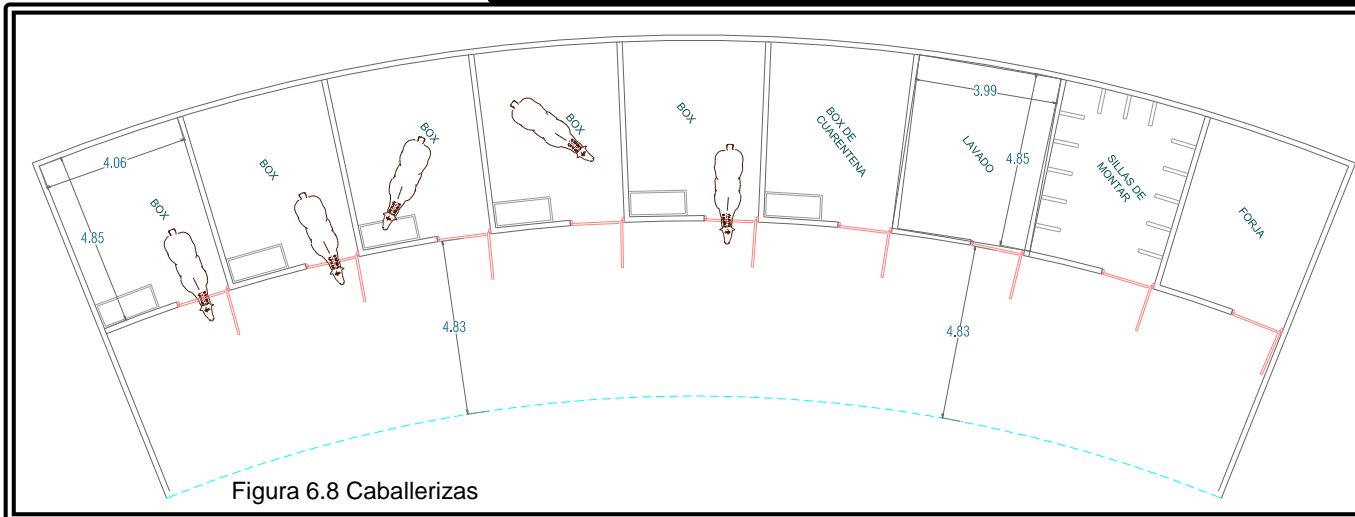 4.06
4.85
BOX
BOX
BOX
BOX
BOX
BOX DE
CUARENTENA
3.99
4.85
LAVADO
SILLAS DE
MONTAR
FORJA
4.83
4.83
Figura 6.8 Caballerizas